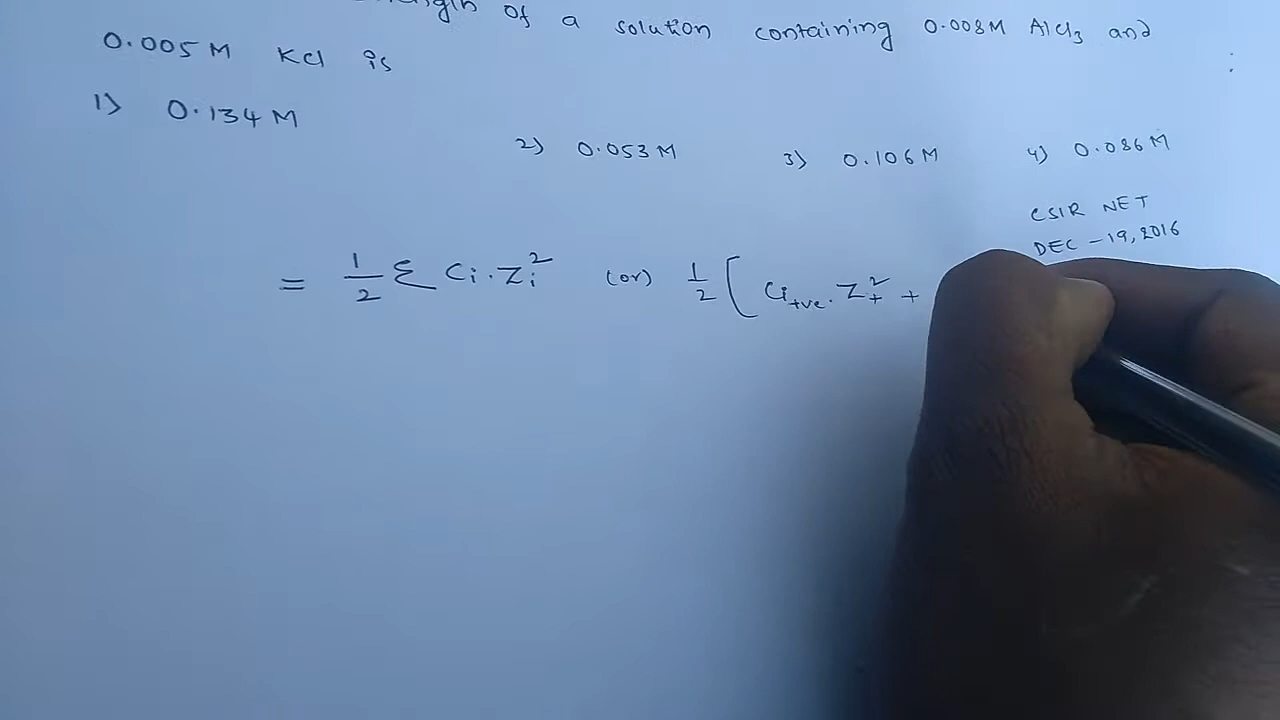 of a solution containing 0.008M AlCl₃ and
0.005 M KCl is
1) 0.134 M
2) 0.053 M 3) 0.106 M 4) 0.086 M
CSIR NET
DEC - 19, 2016
= 1/2 Σ Ci . Zi² (or) 1/2 [ Ci+ve . Z+² +